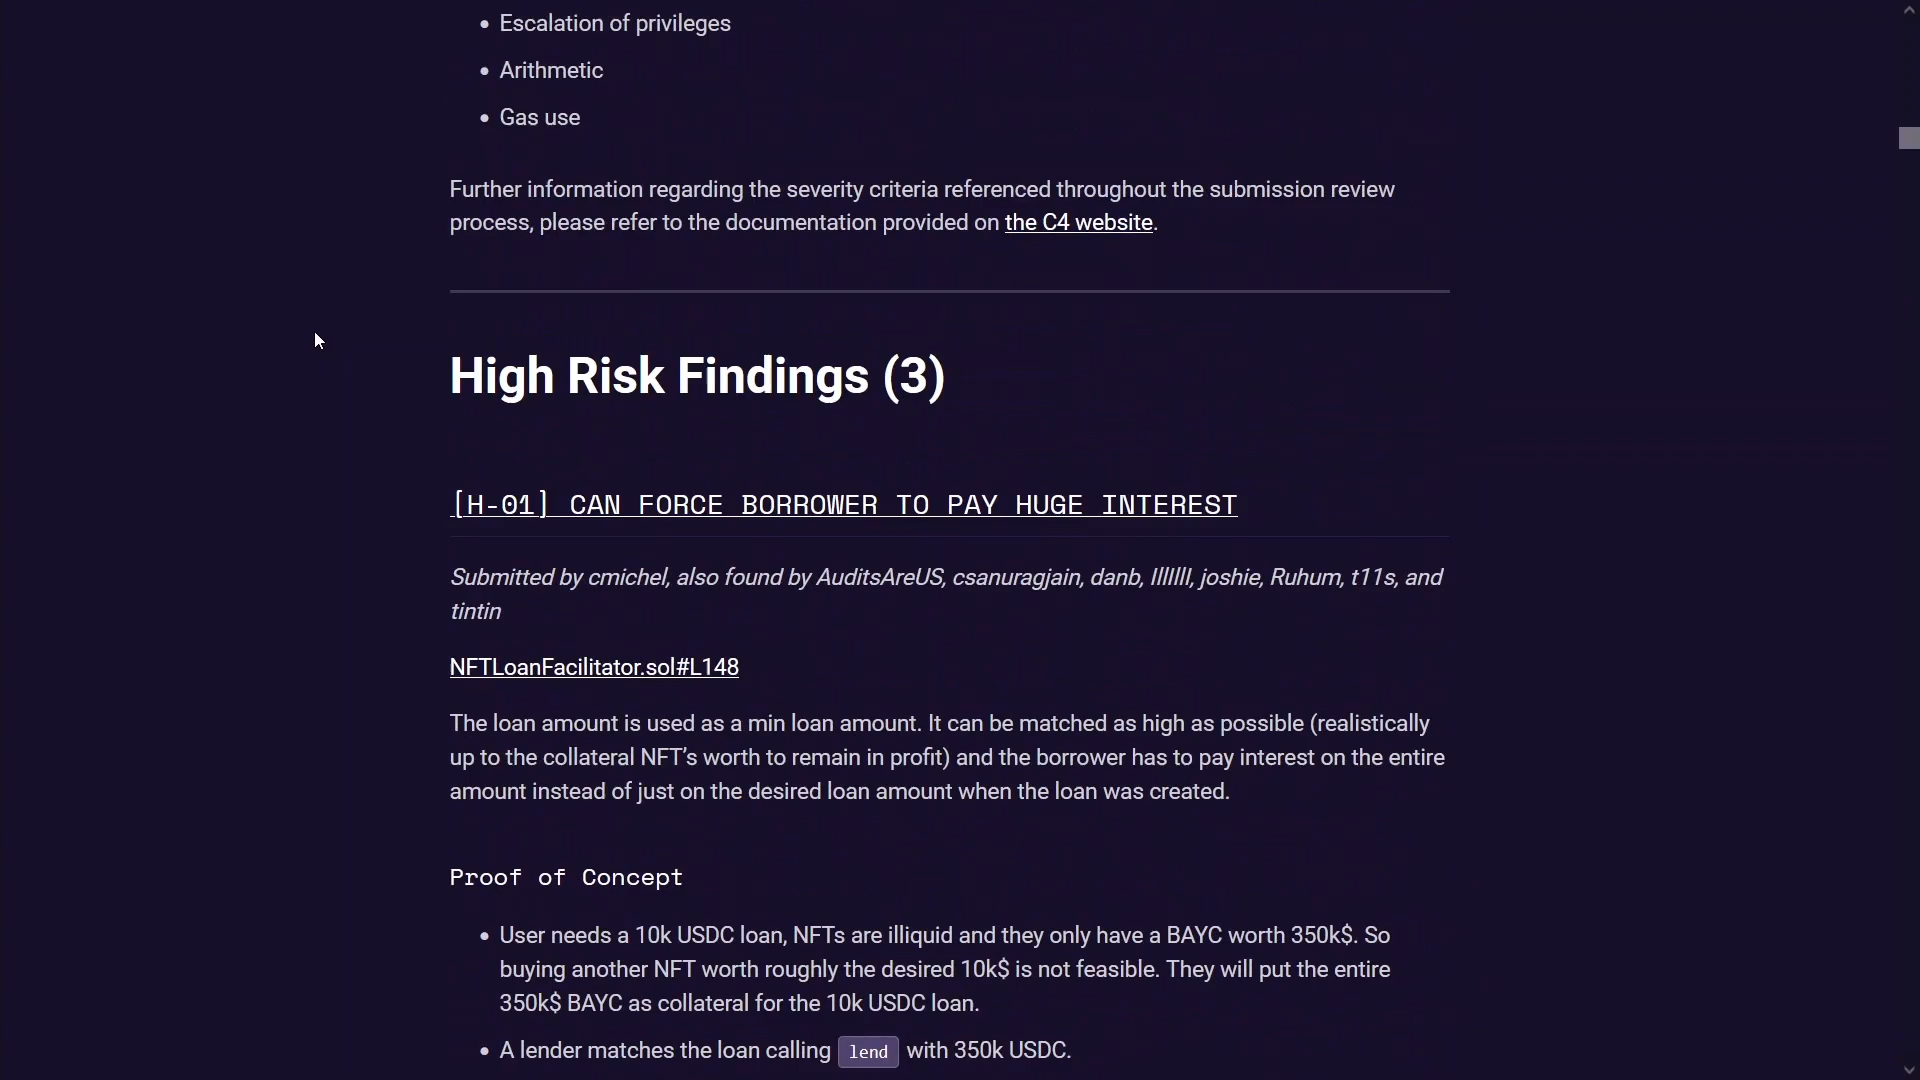 Escalation of privileges
Arithmetic
Gas use
Further information regarding the severity criteria referenced throughout the submission review
process, please refer to the documentation provided on the C4 website.
High Risk Findings (3)
[H-01] CAN FORCE BORROWER TO PAY HUGE INTEREST
Submitted by cmichel, also found by AuditsAreUS, csanuragjain, danb, IllIllI, joshie, Ruhum, t11s, and
tintin
NFTLoanFacilitator.sol#L148
The loan amount is used as a min loan amount. It can be matched as high as possible (realistically
up to the collateral NFT’s worth to remain in profit) and the borrower has to pay interest on the entire
amount instead of just on the desired loan amount when the loan was created.
Proof of Concept
User needs a 10k USDC loan, NFTs are illiquid and they only have a BAYC worth 350k$. So
buying another NFT worth roughly the desired 10k$ is not feasible. They will put the entire
350k$ BAYC as collateral for the 10k USDC loan.
A lender matches the loan calling lend with 350k USDC.